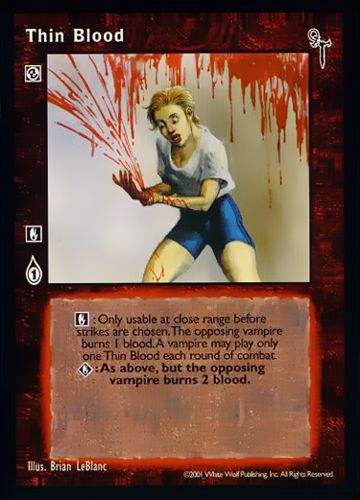 Thin Blood
1
: Only usable at close range before
strikes are chosen. The opposing vampire
burns 1 blood. A vampire may play only
one Thin Blood each round of combat.
: As above, but the opposing
vampire burns 2 blood.
Illus. Brian LeBlanc
©2001 White Wolf Publishing, Inc. All Rights Reserved.